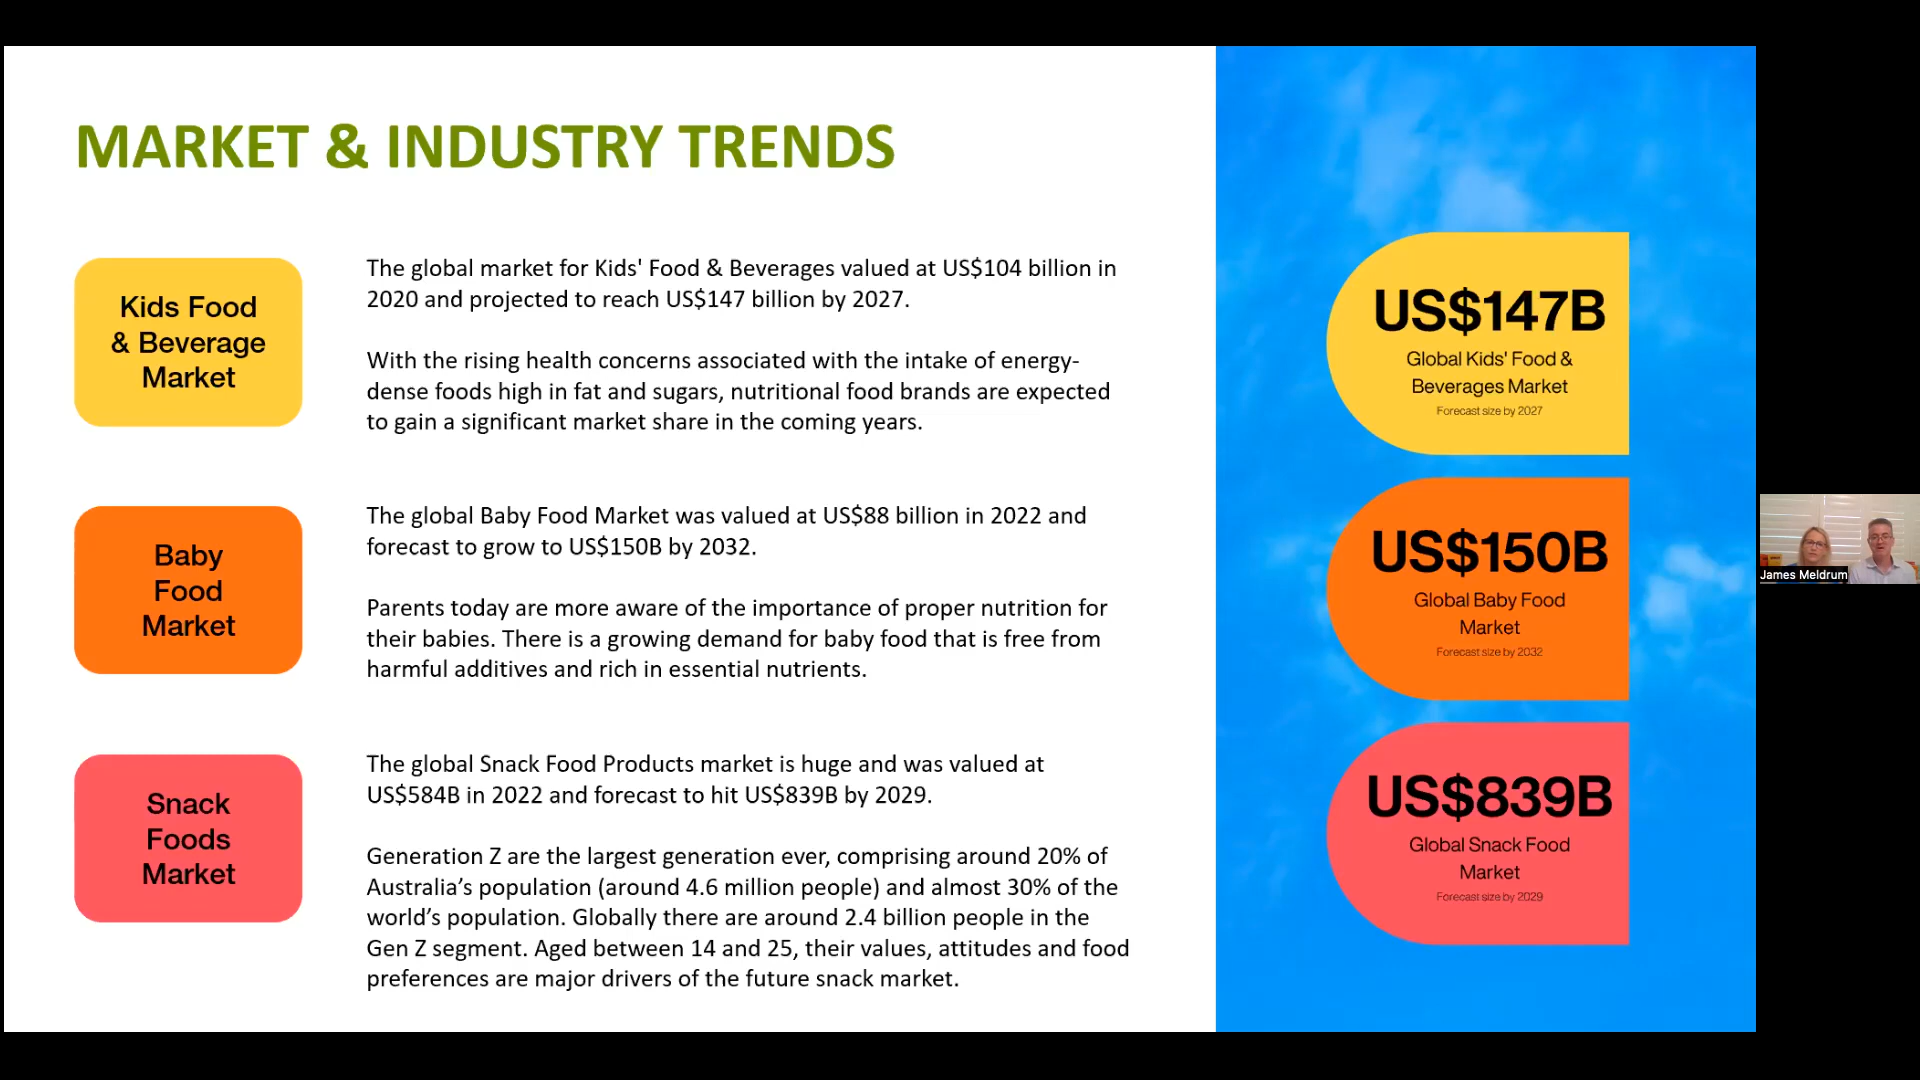 MARKET & INDUSTRY TRENDS
Kids Food
& Beverage
Market
The global market for Kids' Food & Beverages valued at US$104 billion in
2020 and projected to reach US$147 billion by 2027.
With the rising health concerns associated with the intake of energy-
dense foods high in fat and sugars, nutritional food brands are expected
to gain a significant market share in the coming years.
Baby
Food
Market
The global Baby Food Market was valued at US$88 billion in 2022 and
forecast to grow to US$150B by 2032.
Parents today are more aware of the importance of proper nutrition for
their babies. There is a growing demand for baby food that is free from
harmful additives and rich in essential nutrients.
Snack
Foods
Market
The global Snack Food Products market is huge and was valued at
US$584B in 2022 and forecast to hit US$839B by 2029.
Generation Z are the largest generation ever, comprising around 20% of
Australia’s population (around 4.6 million people) and almost 30% of the
world’s population. Globally there are around 2.4 billion people in the
Gen Z segment. Aged between 14 and 25, their values, attitudes and food
preferences are major drivers of the future snack market.
US$147B
Global Kids' Food &
Beverages Market
Forecast size by 2027
US$150B
Global Baby Food
Market
Forecast size by 2032
US$839B
Global Snack Food
Market
Forecast size by 2029
James Meldrum